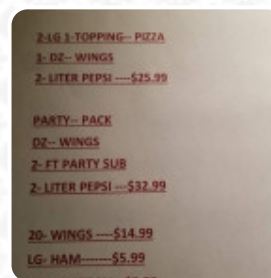 2-LG 1-TOPPING-- PIZZA
1- DZ-- WINGS
2- LITER PEPSI ----$25.99
PARTY-- PACK
DZ-- WINGS
2- FT PARTY SUB
2- LITER PEPSI ---$32.99
20- WINGS ----$14.99
LG- HAM--------$5.99